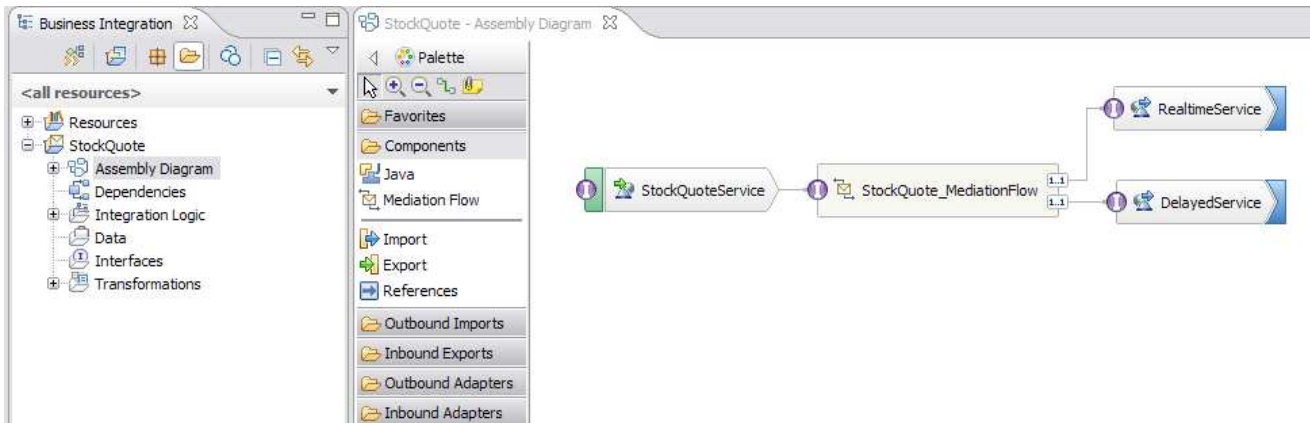 Business Integration
<all resources>
Resources
StockQuote
Assembly Diagram
Dependencies
Integration Logic
Data
Interfaces
Transformations
StockQuote - Assembly Diagram
Palette
Favorites
Components
Java
Mediation Flow
Import
Export
References
Outbound Imports
Inbound Exports
Outbound Adapters
Inbound Adapters
StockQuoteService
StockQuote_MediationFlow
1..1
1..1
RealtimeService
DelayedService